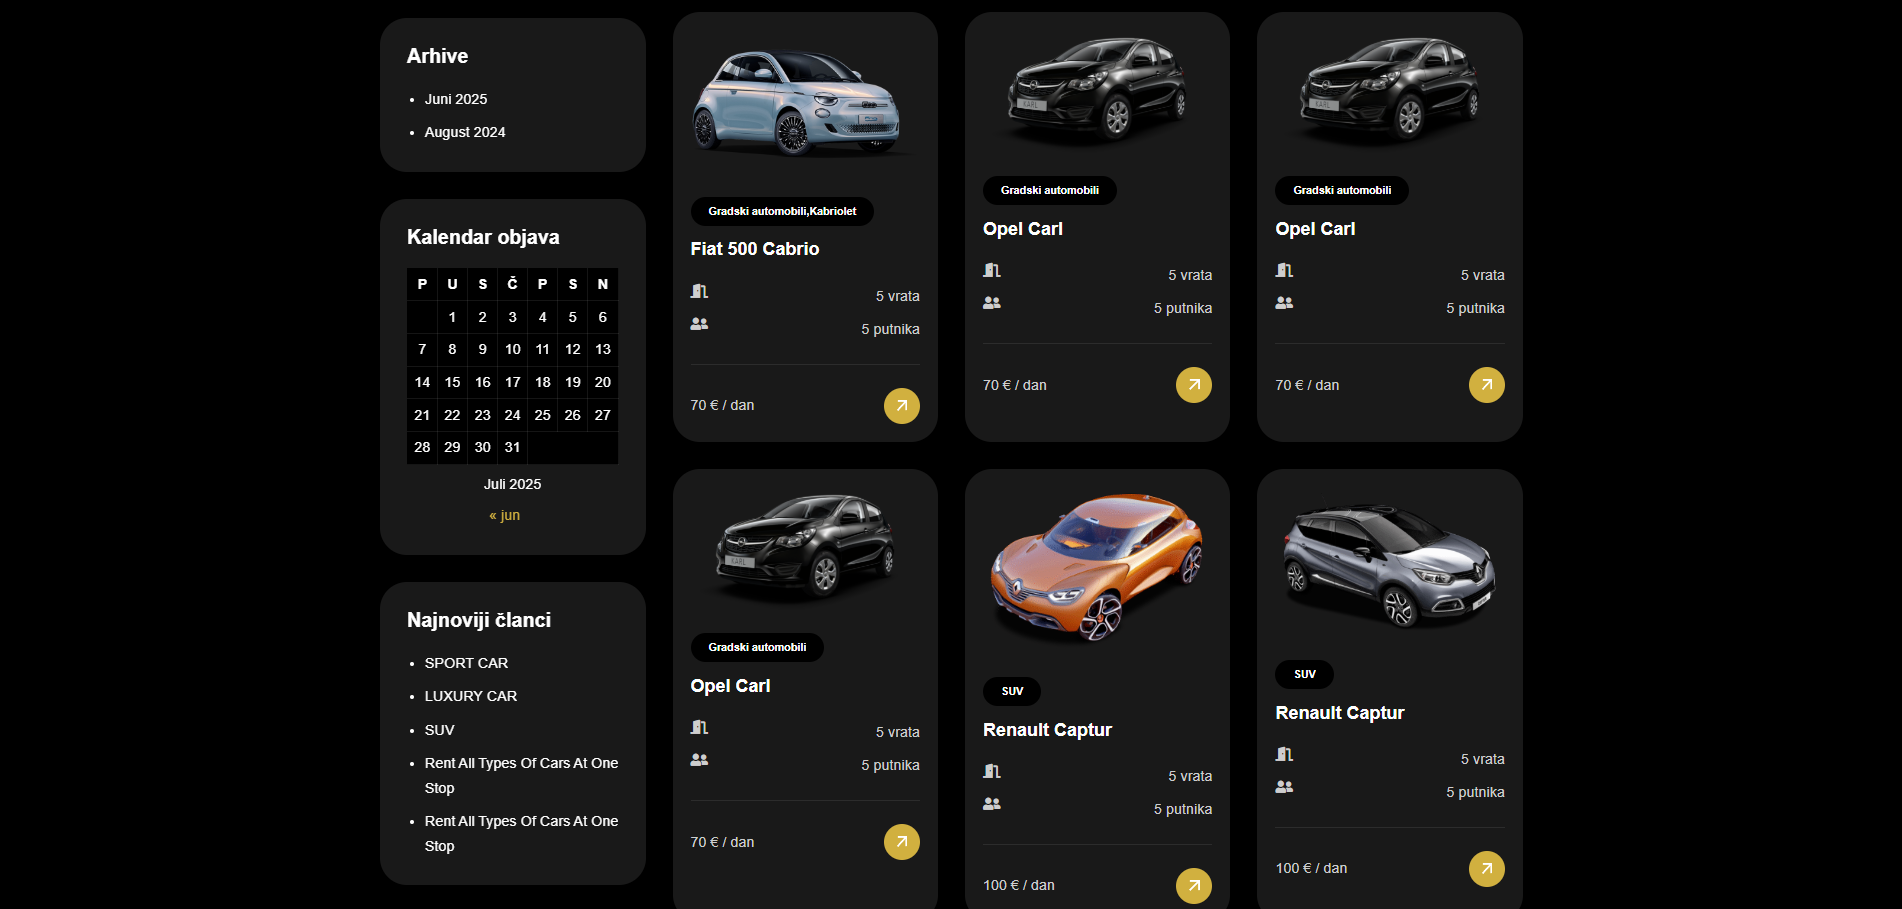 Arhive
Juni 2025
August 2024
Kalendar objava
P U S Č P S N
1 2 3 4 5 6
7 8 9 10 11 12 13
14 15 16 17 18 19 20
21 22 23 24 25 26 27
28 29 30 31
Juli 2025
« jun
Najnoviji članci
SPORT CAR
LUXURY CAR
SUV
Rent All Types Of Cars At One
Stop
Rent All Types Of Cars At One
Stop
Gradski automobili,Kabriolet
Fiat 500 Cabrio
5 vrata
5 putnika
70 € / dan
KARL
Gradski automobili
Opel Carl
5 vrata
5 putnika
70 € / dan
KARL
Gradski automobili
Opel Carl
5 vrata
5 putnika
70 € / dan
KARL
Gradski automobili
Opel Carl
5 vrata
5 putnika
70 € / dan
SUV
Renault Captur
5 vrata
5 putnika
100 € / dan
SUV
Renault Captur
5 vrata
5 putnika
100 € / dan